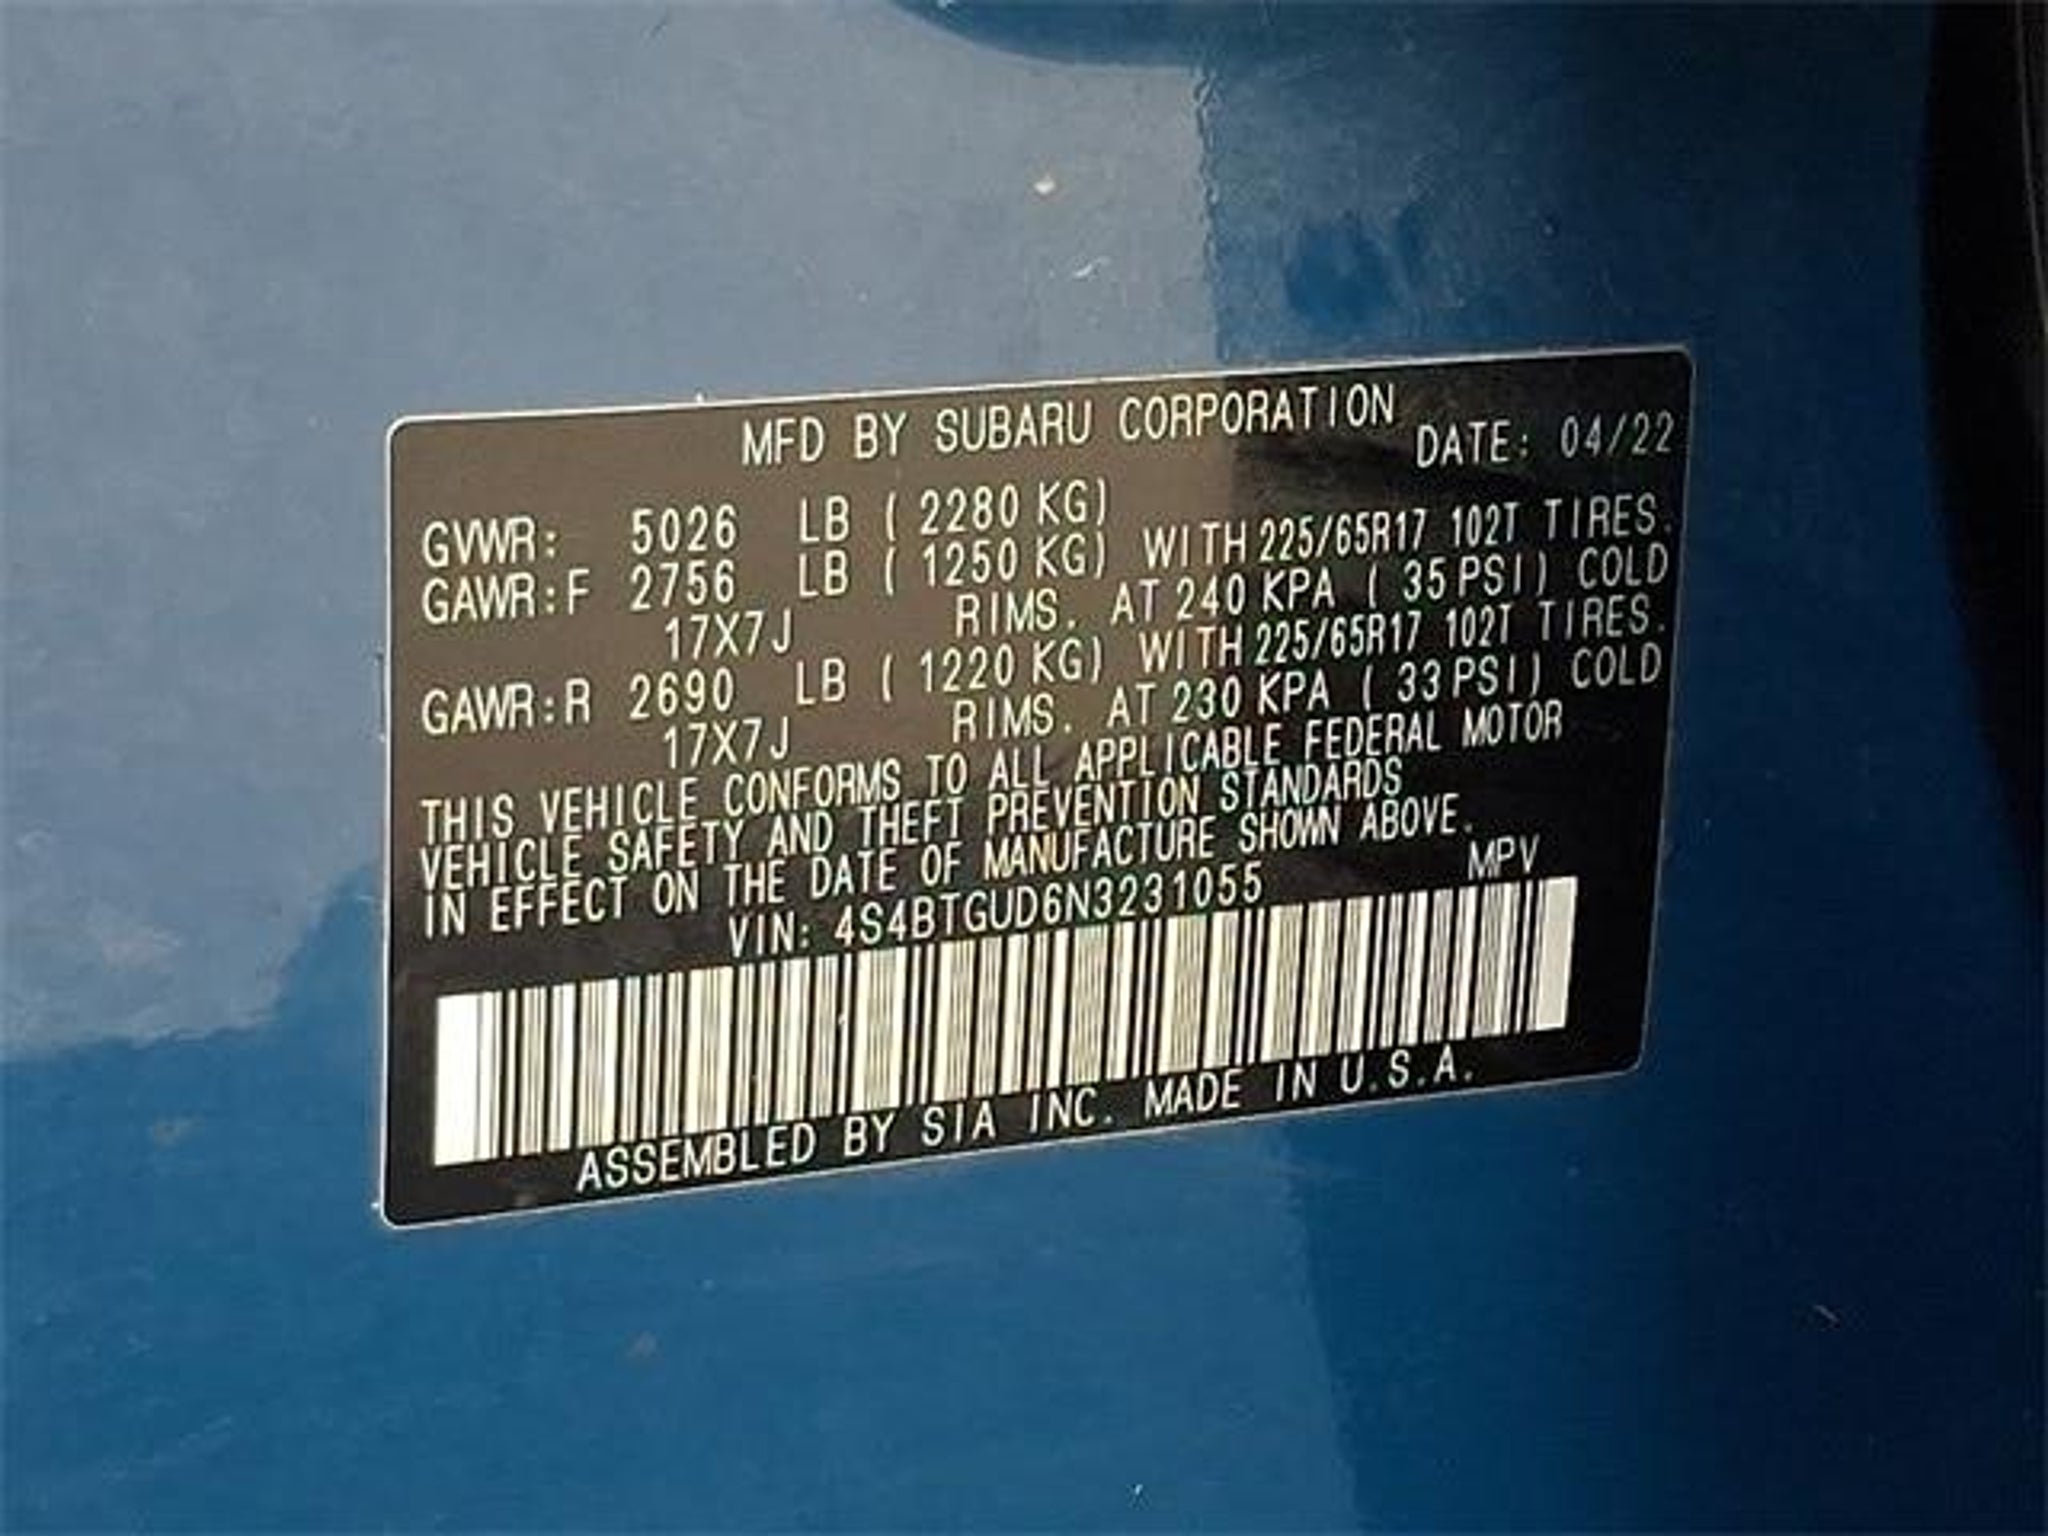 MFD BY SUBARU CORPORATION DATE: 04/22
GVWR: 5026 LB ( 2280 KG)
GAWR:F 2756 LB ( 1250 KG) WITH 225/65R17 102T TIRES.
17X7J RIMS. AT 240 KPA ( 35 PSI) COLD
GAWR:R 2690 LB ( 1220 KG) WITH 225/65R17 102T TIRES.
17X7J RIMS. AT 230 KPA ( 33 PSI) COLD
THIS VEHICLE CONFORMS TO ALL APPLICABLE FEDERAL MOTOR
VEHICLE SAFETY AND THEFT PREVENTION STANDARDS
IN EFFECT ON THE DATE OF MANUFACTURE SHOWN ABOVE.
VIN: 4S4BTGUD6N3231055 MPV
ASSEMBLED BY SIA INC. MADE IN U.S.A.